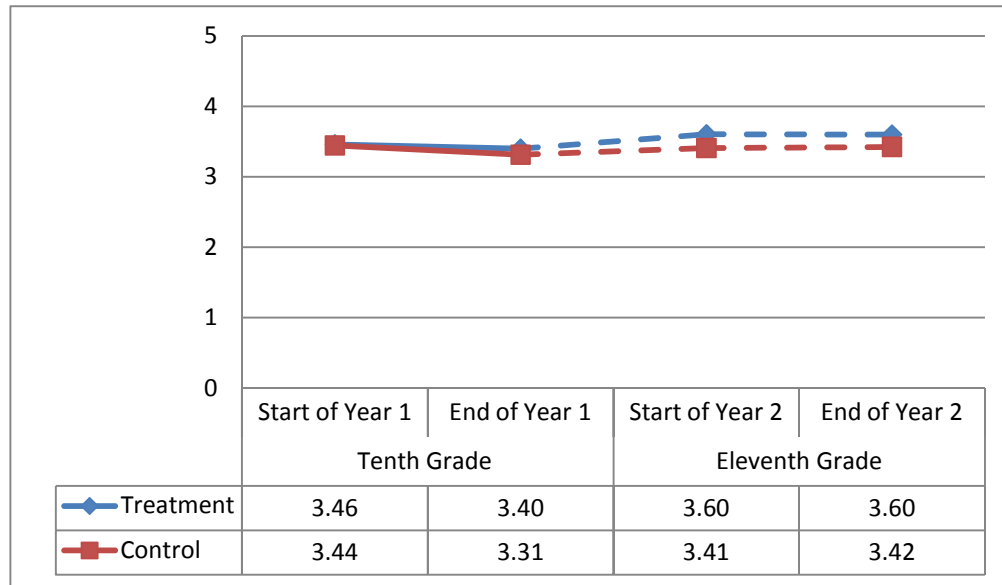 5
4
3
2
1
0
Start of Year 1 End of Year 1 Start of Year 2 End of Year 2
Tenth Grade Eleventh Grade
Treatment 3.46 3.40 3.60 3.60
Control 3.44 3.31 3.41 3.42